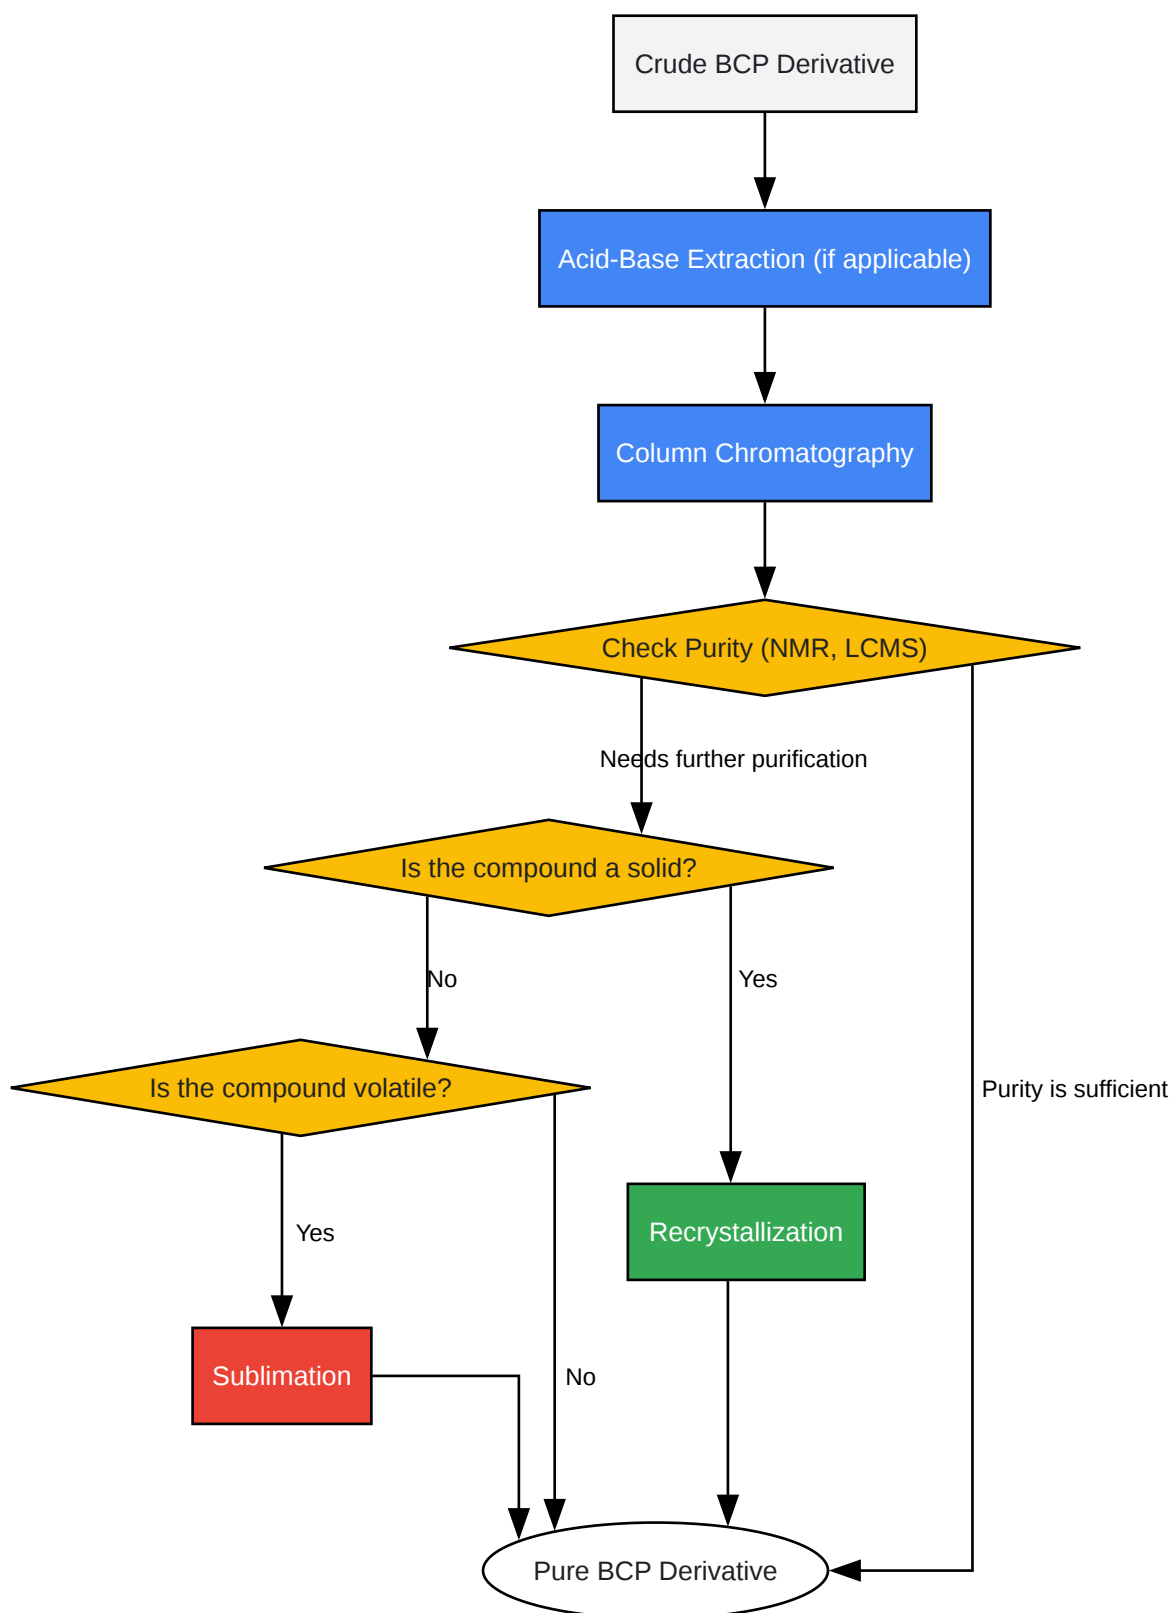 Crude BCP Derivative
Acid-Base Extraction (if applicable)
Column Chromatography
Check Purity (NMR, LCMS)
Needs further purification
Is the compound a solid?
No
Yes
Is the compound volatile?
Purity is sufficient
Yes
Recrystallization
Sublimation
No
Pure BCP Derivative